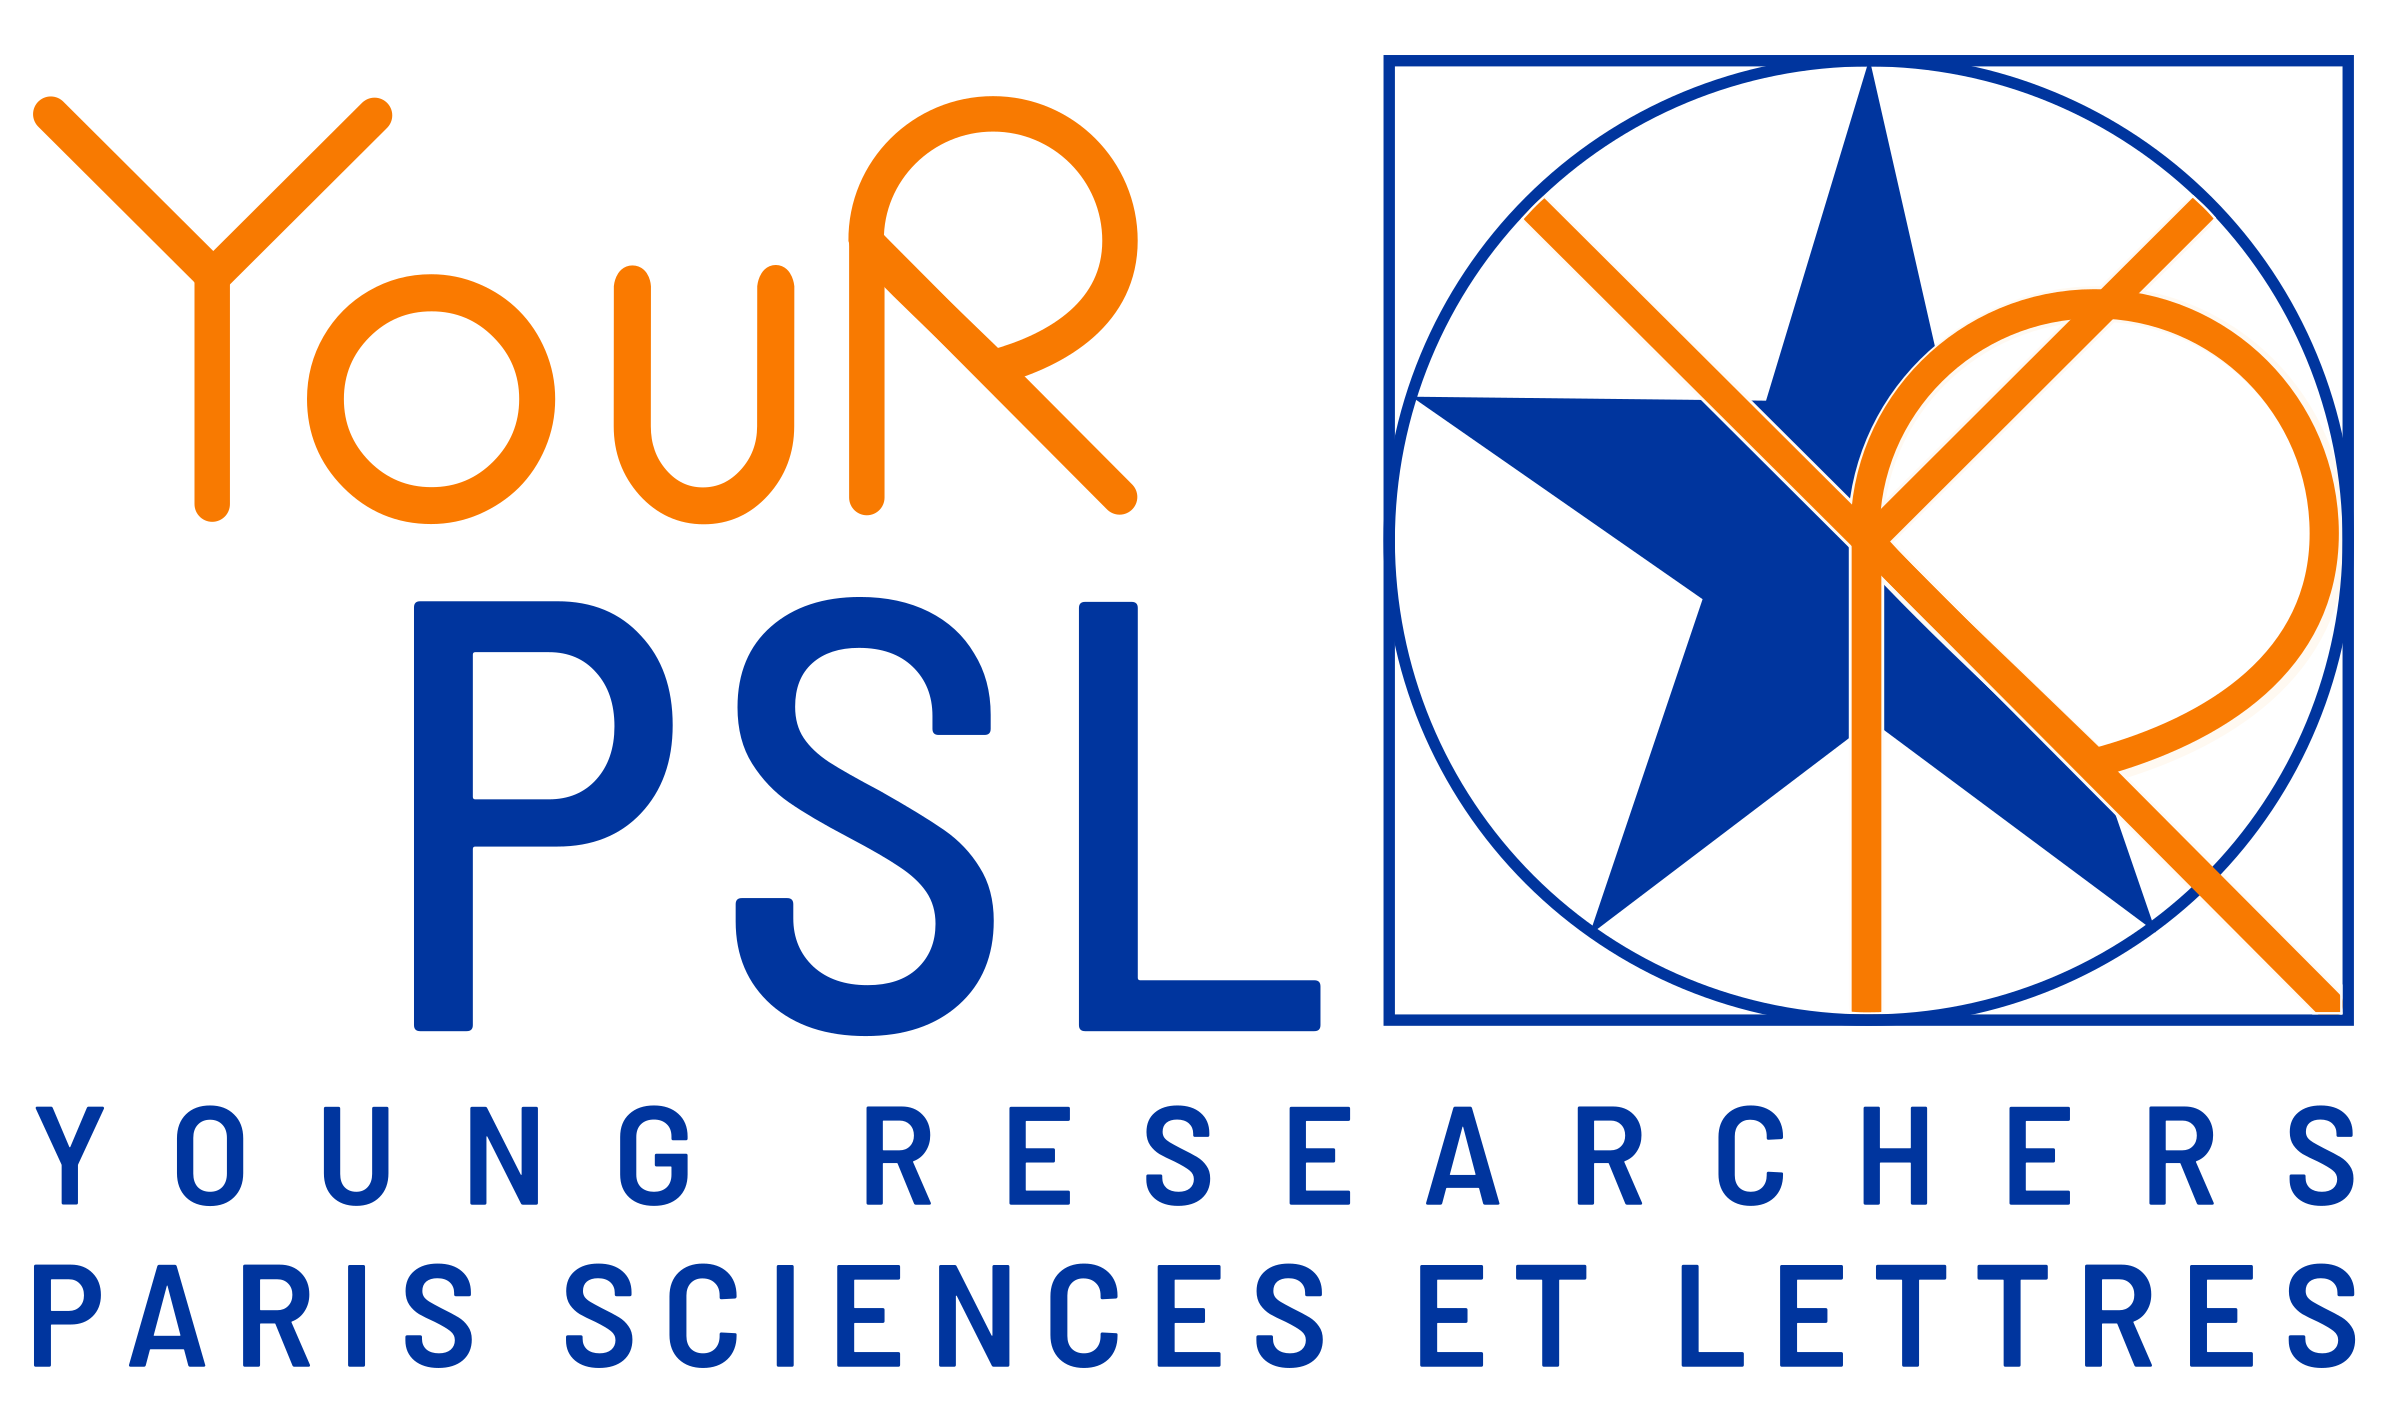 YouR
PSL
YOUNG RESEARCHERS
PARIS SCIENCES ET LETTRES